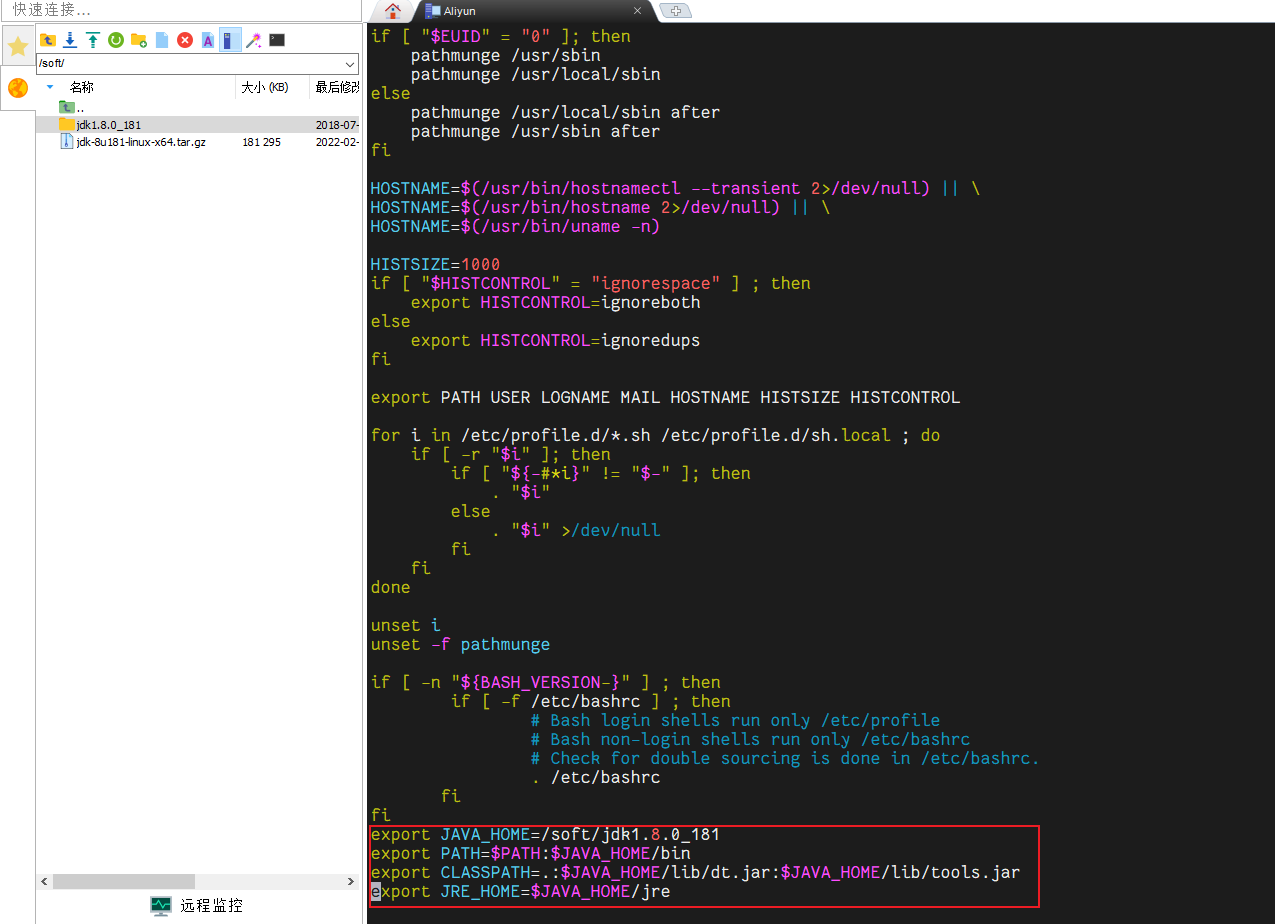 快速连接...
Aliyun
/soft/
名称 大小 (KB) 最后修改
..
jdk1.8.0_181 2018-07-
jdk-8u181-linux-x64.tar.gz 181 295 2022-02-
远程监控
if [ "$EUID" = "0" ]; then
    pathmunge /usr/sbin
    pathmunge /usr/local/sbin
else
    pathmunge /usr/local/sbin after
    pathmunge /usr/sbin after
fi
HOSTNAME=$(/usr/bin/hostnamectl --transient 2>/dev/null) || \
HOSTNAME=$(/usr/bin/hostname 2>/dev/null) || \
HOSTNAME=$(/usr/bin/uname -n)
HISTSIZE=1000
if [ "$HISTCONTROL" = "ignorespace" ] ; then
    export HISTCONTROL=ignoreboth
else
    export HISTCONTROL=ignoredups
fi
export PATH USER LOGNAME MAIL HOSTNAME HISTSIZE HISTCONTROL
for i in /etc/profile.d/*.sh /etc/profile.d/sh.local ; do
    if [ -r "$i" ]; then
        if [ "${-#*i}" != "$-" ]; then
            . "$i"
        else
            . "$i" >/dev/null
        fi
    fi
done
unset i
unset -f pathmunge
if [ -n "${BASH_VERSION-}" ] ; then
        if [ -f /etc/bashrc ] ; then
                # Bash login shells run only /etc/profile
                # Bash non-login shells run only /etc/bashrc
                # Check for double sourcing is done in /etc/bashrc.
                . /etc/bashrc
       fi
fi
export JAVA_HOME=/soft/jdk1.8.0_181
export PATH=$PATH:$JAVA_HOME/bin
export CLASSPATH=.:$JAVA_HOME/lib/dt.jar:$JAVA_HOME/lib/tools.jar
export JRE_HOME=$JAVA_HOME/jre